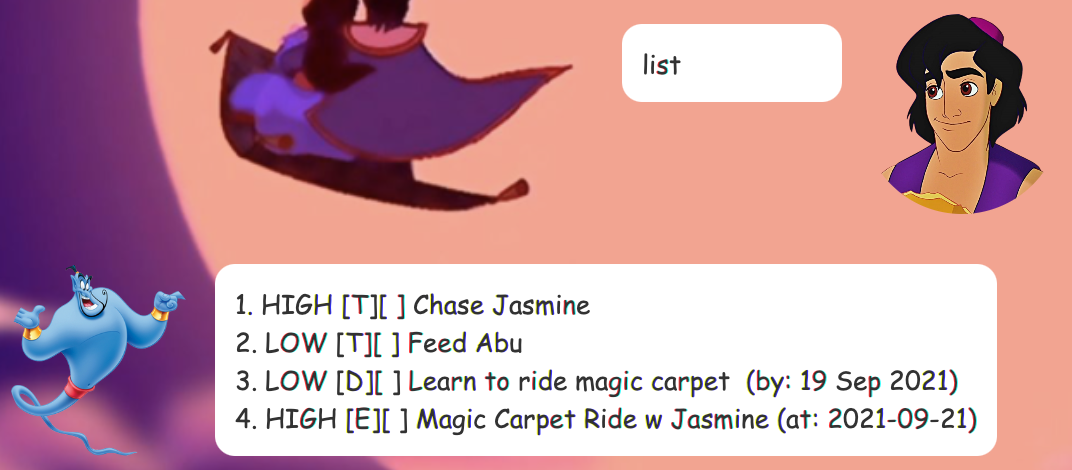 list
1. HIGH [T][ ] Chase Jasmine
2. LOW [T][ ] Feed Abu
3. LOW [D][ ] Learn to ride magic carpet  (by: 19 Sep 2021)
4. HIGH [E][ ] Magic Carpet Ride w Jasmine (at: 2021-09-21)